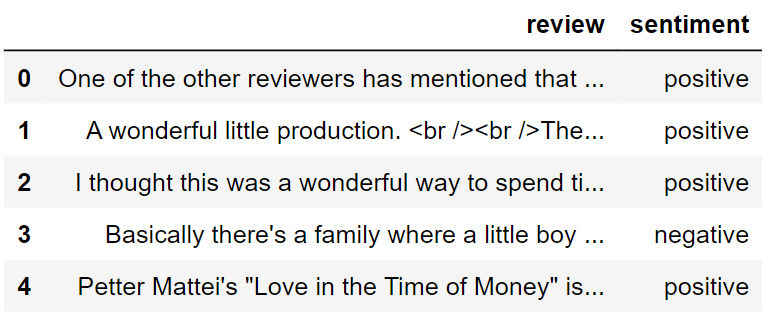 review sentiment
0 One of the other reviewers has mentioned that ... positive
1 A wonderful little production. <br /><br />The... positive
2 I thought this was a wonderful way to spend ti... positive
3 Basically there's a family where a little boy ... negative
4 Petter Mattei's "Love in the Time of Money" is... positive